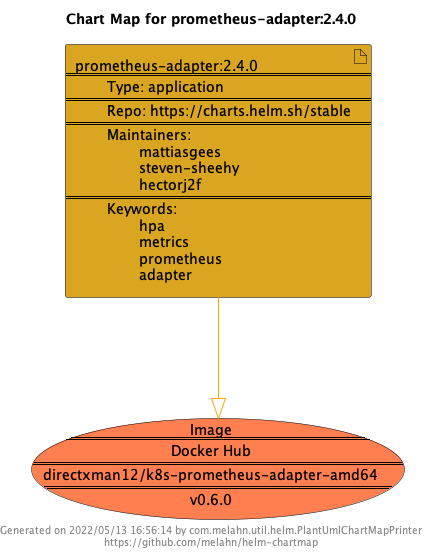 Chart Map for prometheus-adapter:2.4.0
prometheus-adapter:2.4.0
Type: application
Repo: https://charts.helm.sh/stable
Maintainers:
mattiasgees
steven-sheehy
hectorj2f
Keywords:
hpa
metrics
prometheus
adapter
Image
Docker Hub
directxman12/k8s-prometheus-adapter-amd64
v0.6.0
Generated on 2022/05/13 16:56:14 by com.melahn.util.helm.PlantUmlChartMapPrinter
https://github.com/melahn/helm-chartmap